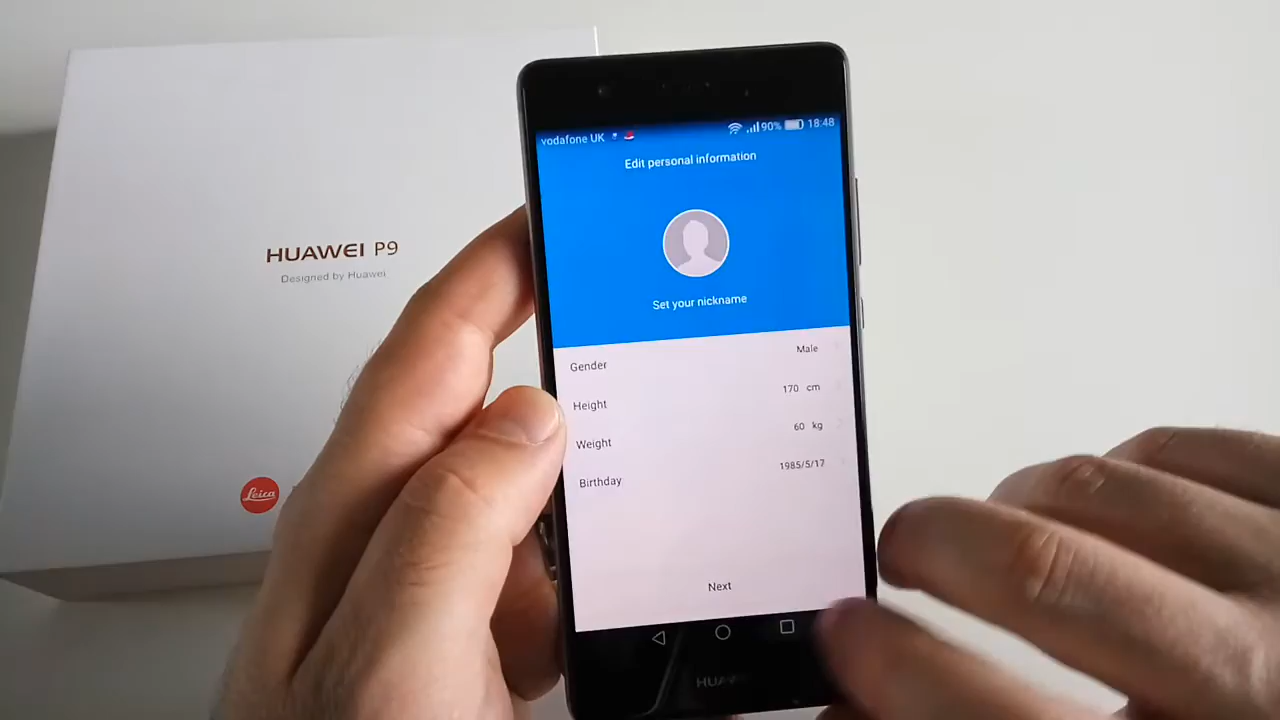 HUAWEI P9
Designed by Huawei
Leica
vodafone UK
90% 18:48
Edit personal information
Set your nickname
Gender Male
Height 170 cm
Weight 60 kg
Birthday 1985/5/17
Next